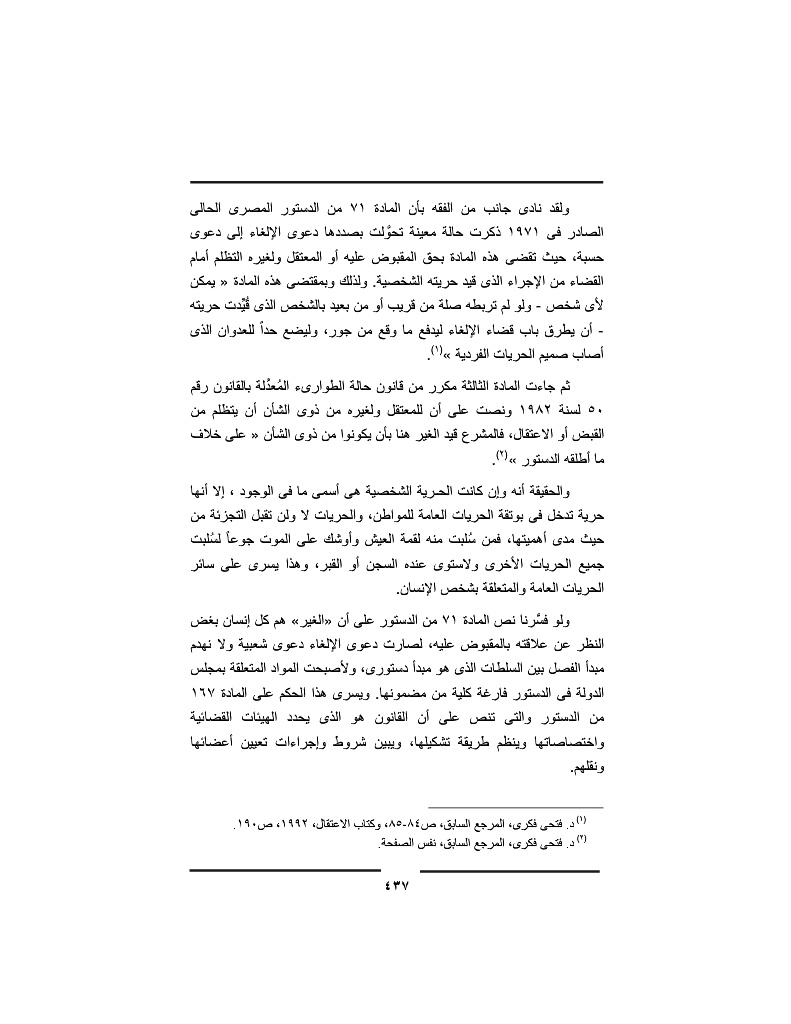 ولقد نادى جانب من الفقه بأن المادة ٧١ من الدستور المصرى الحالى
الصادر فى ١٩٧١ ذكرت حالة معينة تحوَّلت بصددها دعوى الإلغاء إلى دعوى
حسبة، حيث تقضى هذه المادة بحق المقبوض عليه أو المعتقل ولغيره التظلم أمام
القضاء من الإجراء الذى قيد حريته الشخصية. ولذلك وبمقتضى هذه المادة « يمكن
لأى شخص - ولو لم تربطه صلة من قريب أو من بعيد بالشخص الذى قُيِّدت حريته
- أن يطرق باب قضاء الإلغاء ليدفع ما وقع من جور، وليضع حداً للعدوان الذى
أصاب صميم الحريات الفردية »(١).
ثم جاءت المادة الثالثة مكرر من قانون حالة الطوارىء المُعدَّلة بالقانون رقم
٥٠ لسنة ١٩٨٢ ونصت على أن للمعتقل ولغيره من ذوى الشأن أن يتظلم من
القبض أو الاعتقال، فالمشرع قيد الغير هنا بأن يكونوا من ذوى الشأن « على خلاف
ما أطلقه الدستور »(٢).
والحقيقة أنه وإن كانت الحرية الشخصية هى أسمى ما فى الوجود ، إلا أنها
حرية تدخل فى بوتقة الحريات العامة للمواطن، والحريات لا ولن تقبل التجزئة من
حيث مدى أهميتها، فمن سُلبت منه لقمة العيش وأوشك على الموت جوعاً لسُلبت
جميع الحريات الأخرى ولاستوى عنده السجن أو القبر، وهذا يسرى على سائر
الحريات العامة والمتعلقة بشخص الإنسان.
ولو فسَّرنا نص المادة ٧١ من الدستور على أن «الغير» هم كل إنسان بغض
النظر عن علاقته بالمقبوض عليه، لصارت دعوى الإلغاء دعوى شعبية ولا نهدم
مبدأ الفصل بين السلطات الذى هو مبدأ دستورى، ولأصبحت المواد المتعلقة بمجلس
الدولة فى الدستور فارغة كلية من مضمونها. ويسرى هذا الحكم على المادة ١٦٧
من الدستور والتى تنص على أن القانون هو الذى يحدد الهيئات القضائية
واختصاصاتها وينظم طريقة تشكيلها، ويبين شروط وإجراءات تعيين أعضائها
ونقلهم.
(١) د. فتحى فكرى، المرجع السابق، ص٨٤-٨٥، وكتاب الاعتقال، ١٩٩٢، ص١٩٠.
(٢) د. فتحى فكرى، المرجع السابق، نفس الصفحة.
٤٣٧